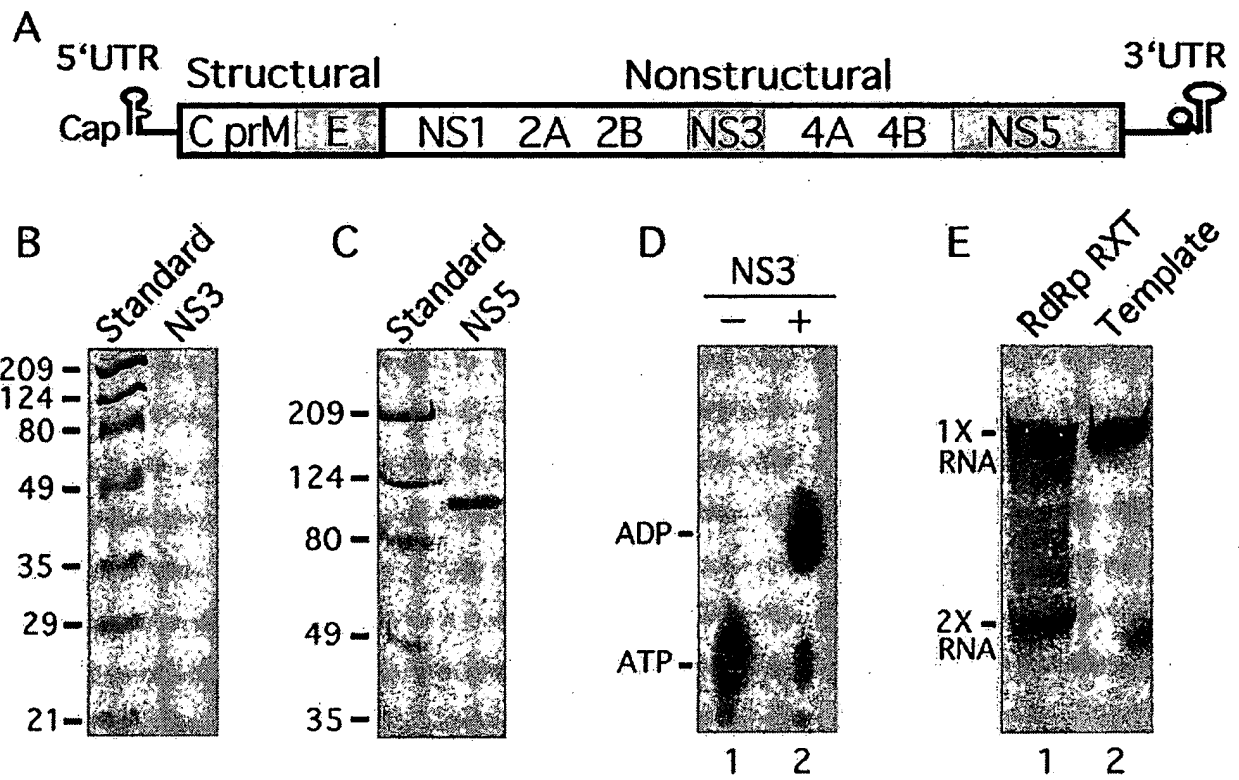 A
5‘UTR
Structural
Nonstructural
3‘UTR
Cap
C prM E NS1 2A 2B NS3 4A 4B NS5
B
Standard
NS3
209
124
80
49
35
29
21
C
Standard
NS5
209
124
80
49
35
D
NS3
− +
ADP
ATP
1 2
E
RdRp RXT
Template
1X
RNA
2X
RNA
1 2